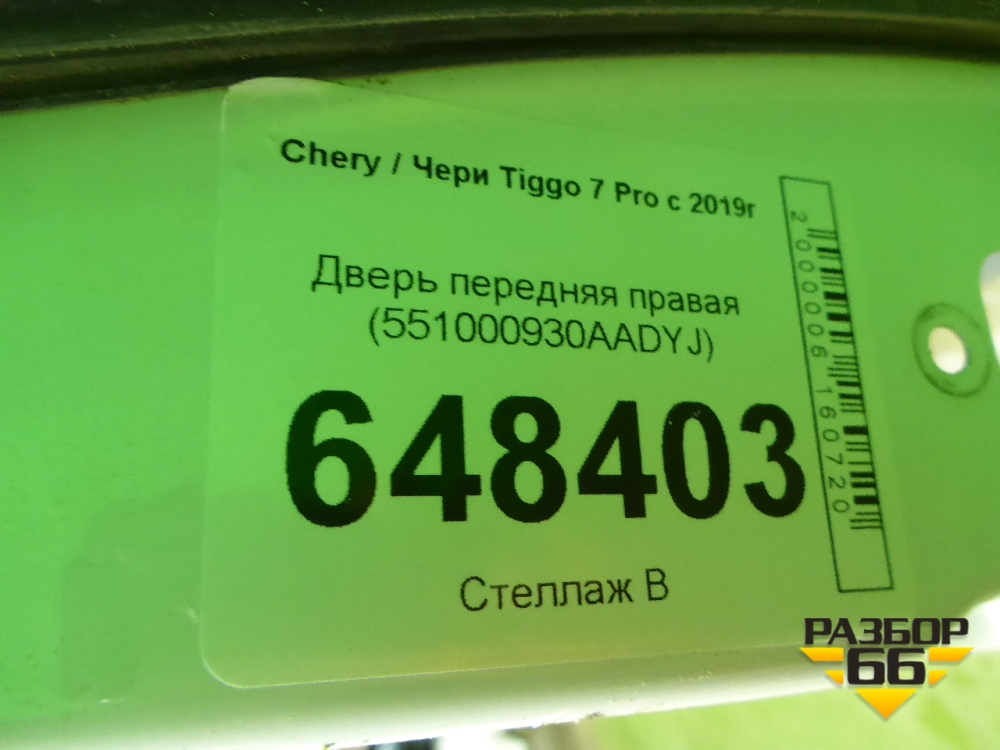 Chery / Чери Tiggo 7 Pro с 2019г
Дверь передняя правая
(551000930AADYJ)
648403
Стеллаж В
2000006160720
РАЗБОР
66